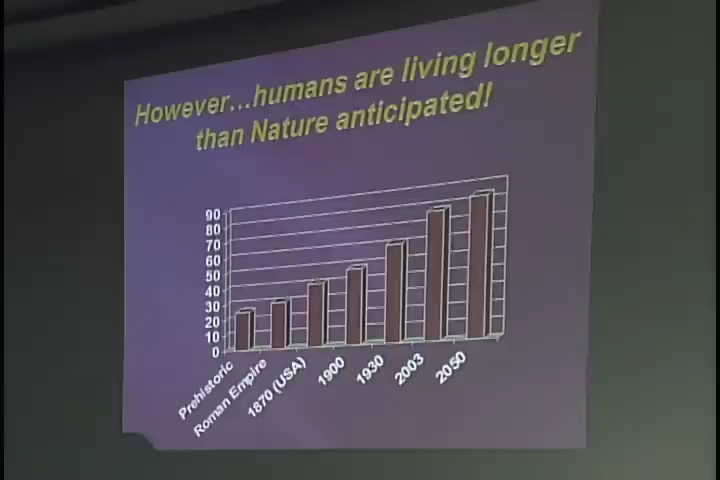 However...humans are living longer
than Nature anticipated!
90
80
70
60
50
40
30
20
10
0
Prehistoric
Roman Empire
1870 (USA)
1900
1930
2003
2050